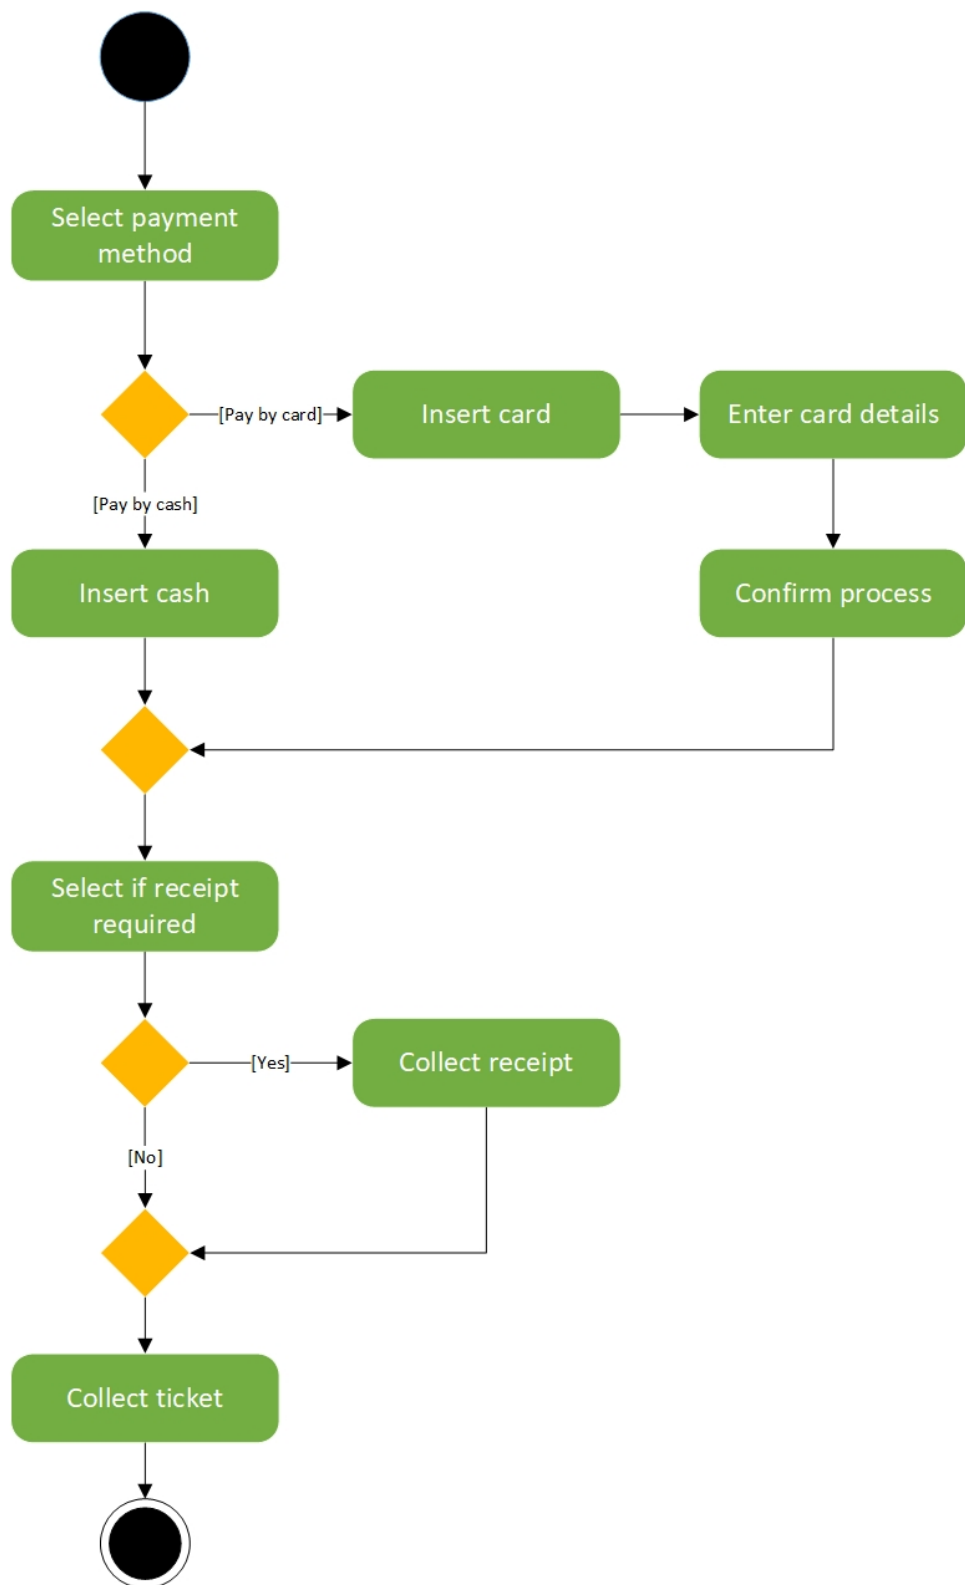 Select payment
method
[Pay by card]
Insert card
Enter card details
[Pay by cash]
Insert cash
Confirm process
Select if receipt
required
[Yes]
Collect receipt
[No]
Collect ticket